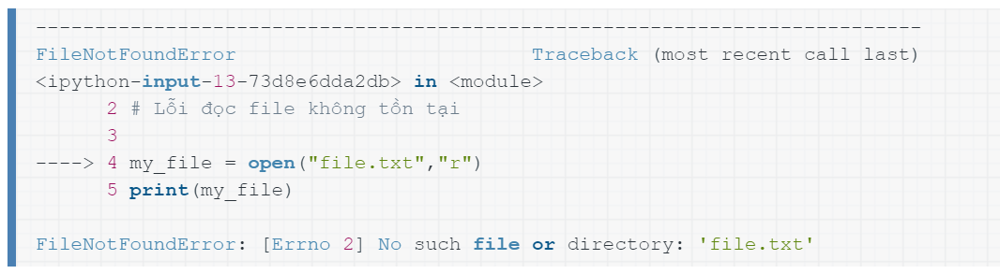 ---------------------------------------------------------------------------
FileNotFoundError                         Traceback (most recent call last)
<ipython-input-13-73d8e6dda2db> in <module>
      2 # Lỗi đọc file không tồn tại
      3
----> 4 my_file = open("file.txt","r")
      5 print(my_file)
FileNotFoundError: [Errno 2] No such file or directory: 'file.txt'